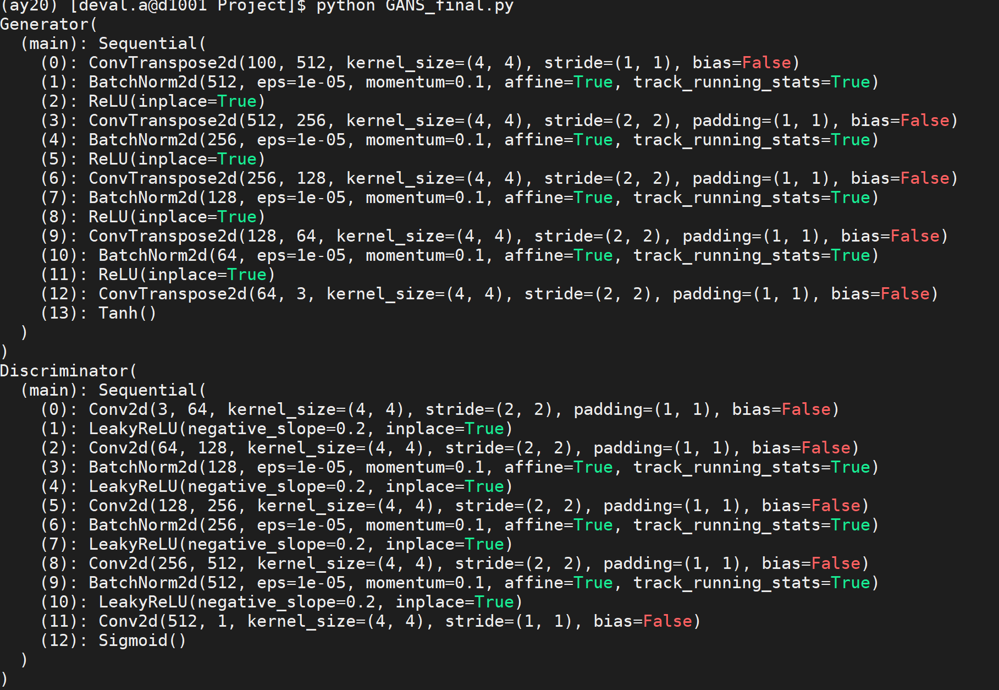 (ay20) [deval.a@d1001 Project]$ python GANS_final.py
Generator(
  (main): Sequential(
    (0): ConvTranspose2d(100, 512, kernel_size=(4, 4), stride=(1, 1), bias=False)
    (1): BatchNorm2d(512, eps=1e-05, momentum=0.1, affine=True, track_running_stats=True)
    (2): ReLU(inplace=True)
    (3): ConvTranspose2d(512, 256, kernel_size=(4, 4), stride=(2, 2), padding=(1, 1), bias=False)
    (4): BatchNorm2d(256, eps=1e-05, momentum=0.1, affine=True, track_running_stats=True)
    (5): ReLU(inplace=True)
    (6): ConvTranspose2d(256, 128, kernel_size=(4, 4), stride=(2, 2), padding=(1, 1), bias=False)
    (7): BatchNorm2d(128, eps=1e-05, momentum=0.1, affine=True, track_running_stats=True)
    (8): ReLU(inplace=True)
    (9): ConvTranspose2d(128, 64, kernel_size=(4, 4), stride=(2, 2), padding=(1, 1), bias=False)
    (10): BatchNorm2d(64, eps=1e-05, momentum=0.1, affine=True, track_running_stats=True)
    (11): ReLU(inplace=True)
    (12): ConvTranspose2d(64, 3, kernel_size=(4, 4), stride=(2, 2), padding=(1, 1), bias=False)
    (13): Tanh()
  )
)
Discriminator(
  (main): Sequential(
    (0): Conv2d(3, 64, kernel_size=(4, 4), stride=(2, 2), padding=(1, 1), bias=False)
    (1): LeakyReLU(negative_slope=0.2, inplace=True)
    (2): Conv2d(64, 128, kernel_size=(4, 4), stride=(2, 2), padding=(1, 1), bias=False)
    (3): BatchNorm2d(128, eps=1e-05, momentum=0.1, affine=True, track_running_stats=True)
    (4): LeakyReLU(negative_slope=0.2, inplace=True)
    (5): Conv2d(128, 256, kernel_size=(4, 4), stride=(2, 2), padding=(1, 1), bias=False)
    (6): BatchNorm2d(256, eps=1e-05, momentum=0.1, affine=True, track_running_stats=True)
    (7): LeakyReLU(negative_slope=0.2, inplace=True)
    (8): Conv2d(256, 512, kernel_size=(4, 4), stride=(2, 2), padding=(1, 1), bias=False)
    (9): BatchNorm2d(512, eps=1e-05, momentum=0.1, affine=True, track_running_stats=True)
    (10): LeakyReLU(negative_slope=0.2, inplace=True)
    (11): Conv2d(512, 1, kernel_size=(4, 4), stride=(1, 1), bias=False)
    (12): Sigmoid()
  )
)